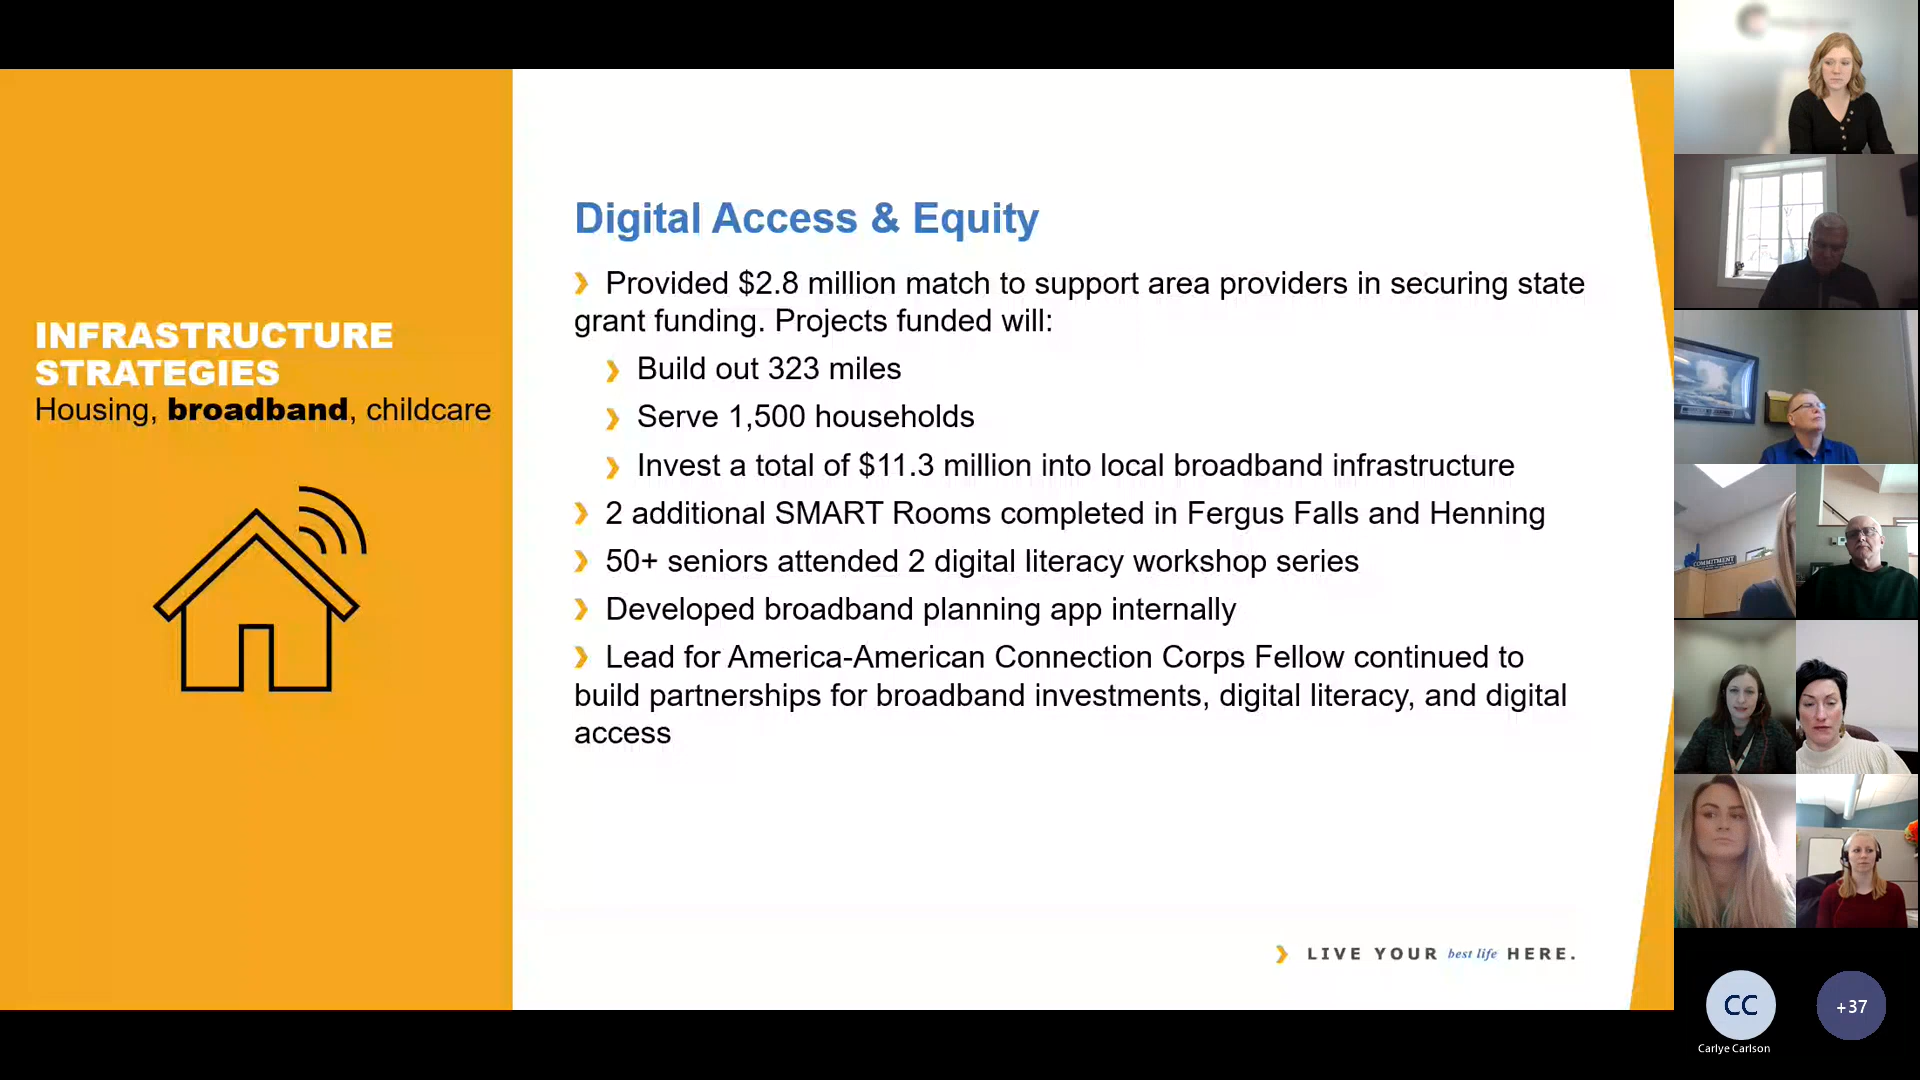 INFRASTRUCTURE
STRATEGIES
Housing, broadband, childcare
Digital Access & Equity
Provided $2.8 million match to support area providers in securing state
grant funding. Projects funded will:
Build out 323 miles
Serve 1,500 households
Invest a total of $11.3 million into local broadband infrastructure
2 additional SMART Rooms completed in Fergus Falls and Henning
50+ seniors attended 2 digital literacy workshop series
Developed broadband planning app internally
Lead for America-American Connection Corps Fellow continued to
build partnerships for broadband investments, digital literacy, and digital
access
LIVE YOUR best life HERE.
COMMITMENT
CC
+37
Carlye Carlson